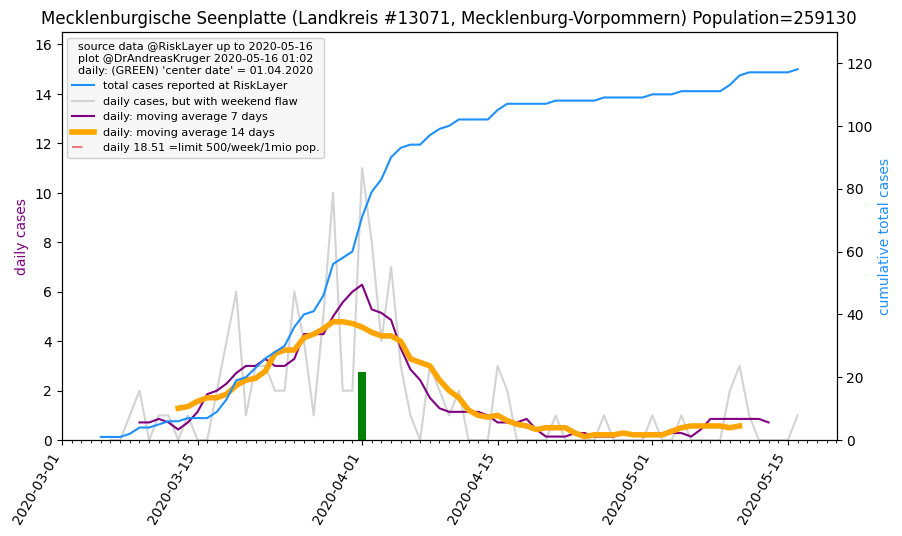 Mecklenburgische Seenplatte (Landkreis #13071, Mecklenburg-Vorpommern) Population=259130
source data @RiskLayer up to 2020-05-16
plot @DrAndreasKruger 2020-05-16 01:02
daily: (GREEN) 'center date' = 01.04.2020
total cases reported at RiskLayer
daily cases, but with weekend flaw
daily: moving average 7 days
daily: moving average 14 days
daily 18.51 =limit 500/week/1mio pop.
daily cases
16
14
12
10
8
6
4
2
0
120
100
80
60
40
20
0
cumulative total cases
2020-03-01
2020-03-15
2020-04-01
2020-04-15
2020-05-01
2020-05-15